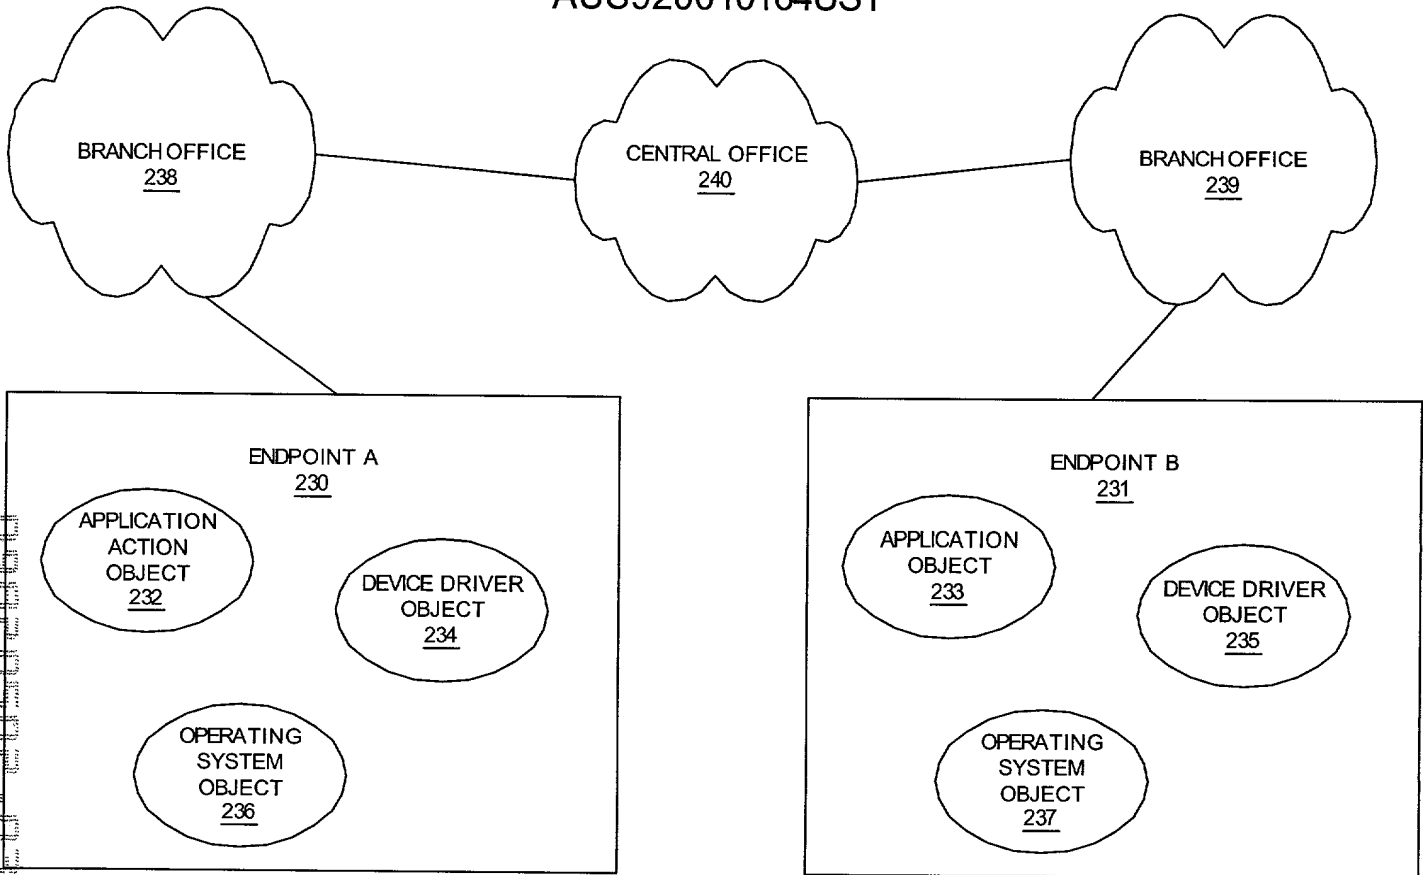 BRANCH OFFICE
238
CENTRAL OFFICE
240
BRANCH OFFICE
239
ENDPOINT A
230
APPLICATION
ACTION
OBJECT
232
DEVICE DRIVER
OBJECT
234
OPERATING
SYSTEM
OBJECT
236
ENDPOINT B
231
APPLICATION
OBJECT
233
DEVICE DRIVER
OBJECT
235
OPERATING
SYSTEM
OBJECT
237